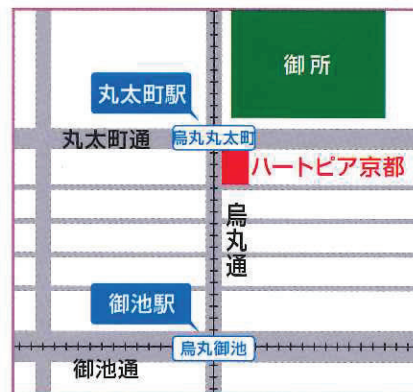 御所
丸太町駅
丸太町通
烏丸丸太町
ハートピア京都
烏丸通
御池駅
烏丸御池
御池通